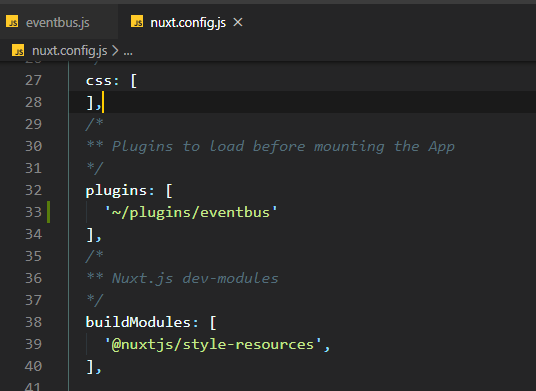 JS eventbus.js
JS nuxt.config.js ×
JS nuxt.config.js > ...
27 css: [
28 ],
29 /*
30 ** Plugins to load before mounting the App
31 */
32 plugins: [
33 '~/plugins/eventbus'
34 ],
35 /*
36 ** Nuxt.js dev-modules
37 */
38 buildModules: [
39 '@nuxtjs/style-resources',
40 ],
41